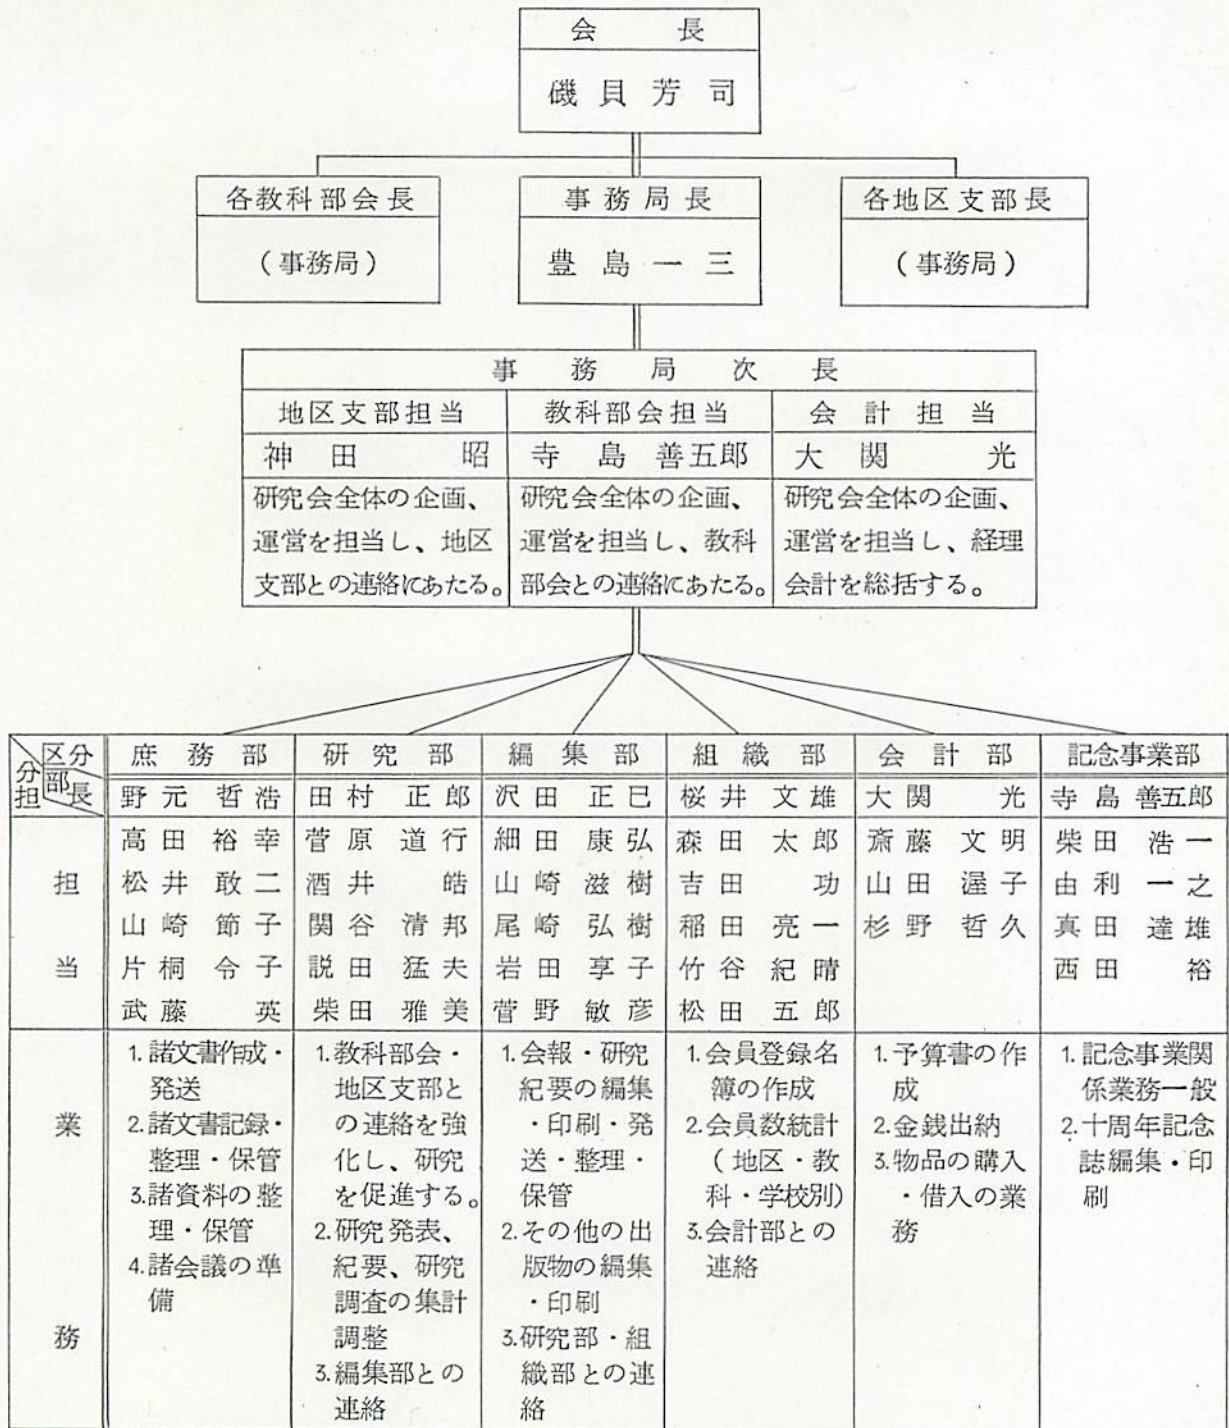 会長
磯貝芳司
各教科部会長
(事務局)
事務局長
豊島一三
各地区支部長
(事務局)
事務局次長
地区支部担当
神田昭
研究会全体の企画、
運営を担当し、地区
支部との連絡にあたる。
教科部会担当
寺島善五郎
研究会全体の企画、
運営を担当し、教科
部会との連絡にあたる。
会計担当
大関光
研究会全体の企画、
運営を担当し、経理
会計を総括する。
区分
分担
部長
担当
業務
庶務部
野元哲浩
高田裕幸
松井敢二
山崎節子
片桐令子
武藤英
1.諸文書作成・
発送
2.諸文書記録・
整理・保管
3.諸資料の整
理・保管
4.諸会議の準
備
研究部
田村正郎
菅原道行
酒井皓
関谷清邦
説田猛夫
柴田雅美
1.教科部会・
地区支部と
の連絡を強
化し、研究
を促進する。
2.研究発表、
紀要、研究
調査の集計
調整
3.編集部との
連絡
編集部
沢田正已
細田康弘
山崎滋樹
尾崎弘樹
岩田享子
菅野敏彦
1.会報・研究
紀要の編集
・印刷・発
送・整理・
保管
2.その他の出
版物の編集
・印刷
3.研究部・組
織部との連
絡
組織部
桜井文雄
森田太郎
吉田功
稲田亮一
竹谷紀晴
松田五郎
1.会員登録名
簿の作成
2.会員数統計
(地区・教
科・学校別)
3.会計部との
連絡
会計部
大関光
斎藤文明
山田渥子
杉野哲久
1.予算書の作
成
2.金銭出納
3.物品の購入
・借入の業
務
記念事業部
寺島善五郎
柴田浩一
由利一之
真田達雄
西田裕
1.記念事業関
係業務一般
2.十周年記念
誌編集・印
刷